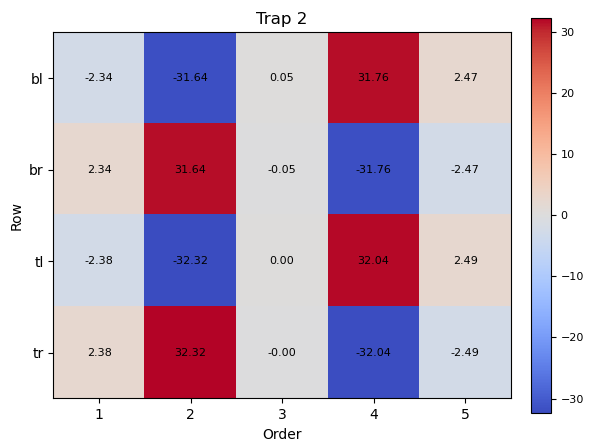 Trap 2
Row
bl -2.34 -31.64 0.05 31.76 2.47
br 2.34 31.64 -0.05 -31.76 -2.47
tl -2.38 -32.32 0.00 32.04 2.49
tr 2.38 32.32 -0.00 -32.04 -2.49
1 2 3 4 5
Order
30
20
10
0
−10
−20
−30